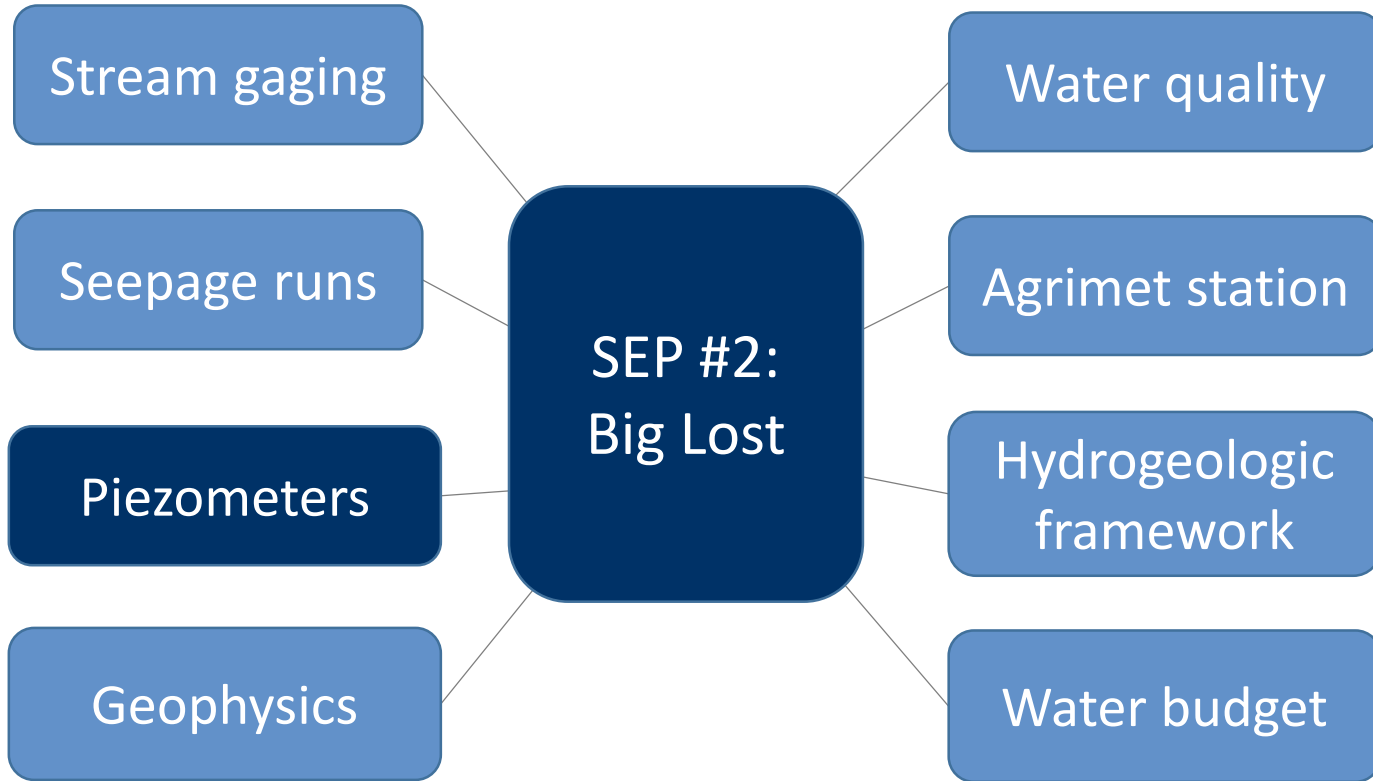 Stream gaging
Seepage runs
Piezometers
Geophysics
SEP #2:
Big Lost
Water quality
Agrimet station
Hydrogeologic
framework
Water budget